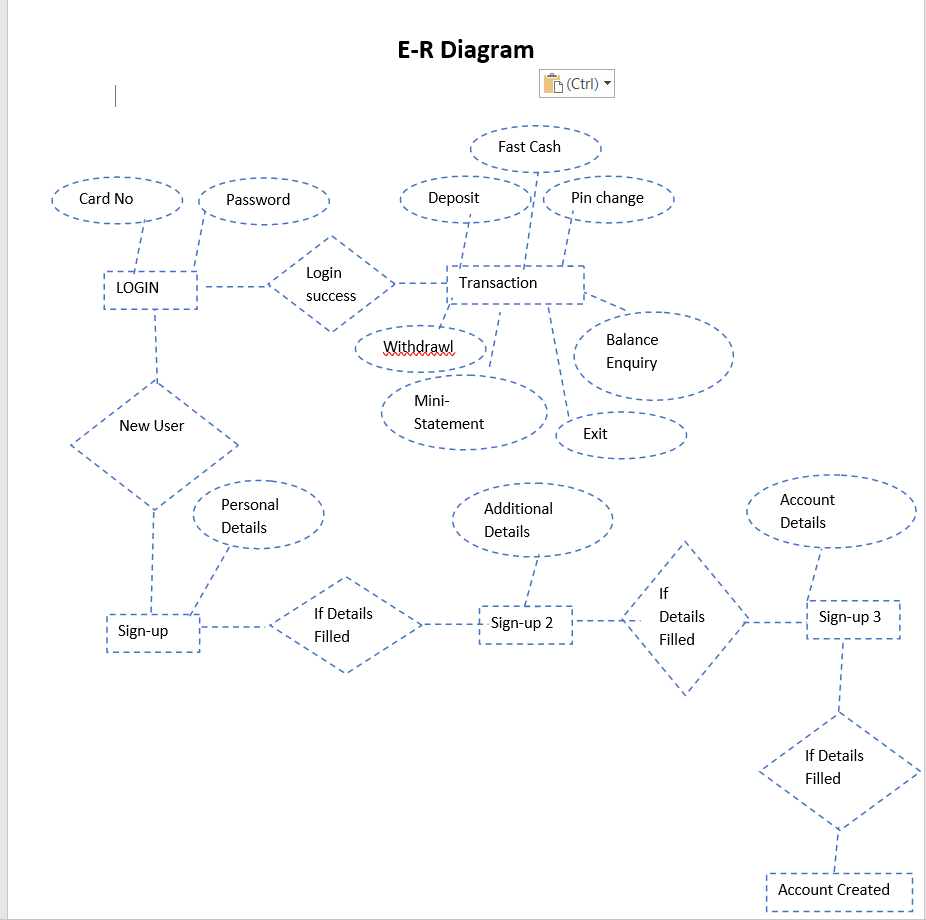 E-R Diagram
(Ctrl)
Fast Cash
Card No
Password
Deposit
Pin change
LOGIN
Login
success
Transaction
Withdrawl
Balance
Enquiry
Mini-
Statement
Exit
New User
Personal
Details
Additional
Details
Account
Details
Sign-up
If Details
Filled
Sign-up 2
If
Details
Filled
Sign-up 3
If Details
Filled
Account Created